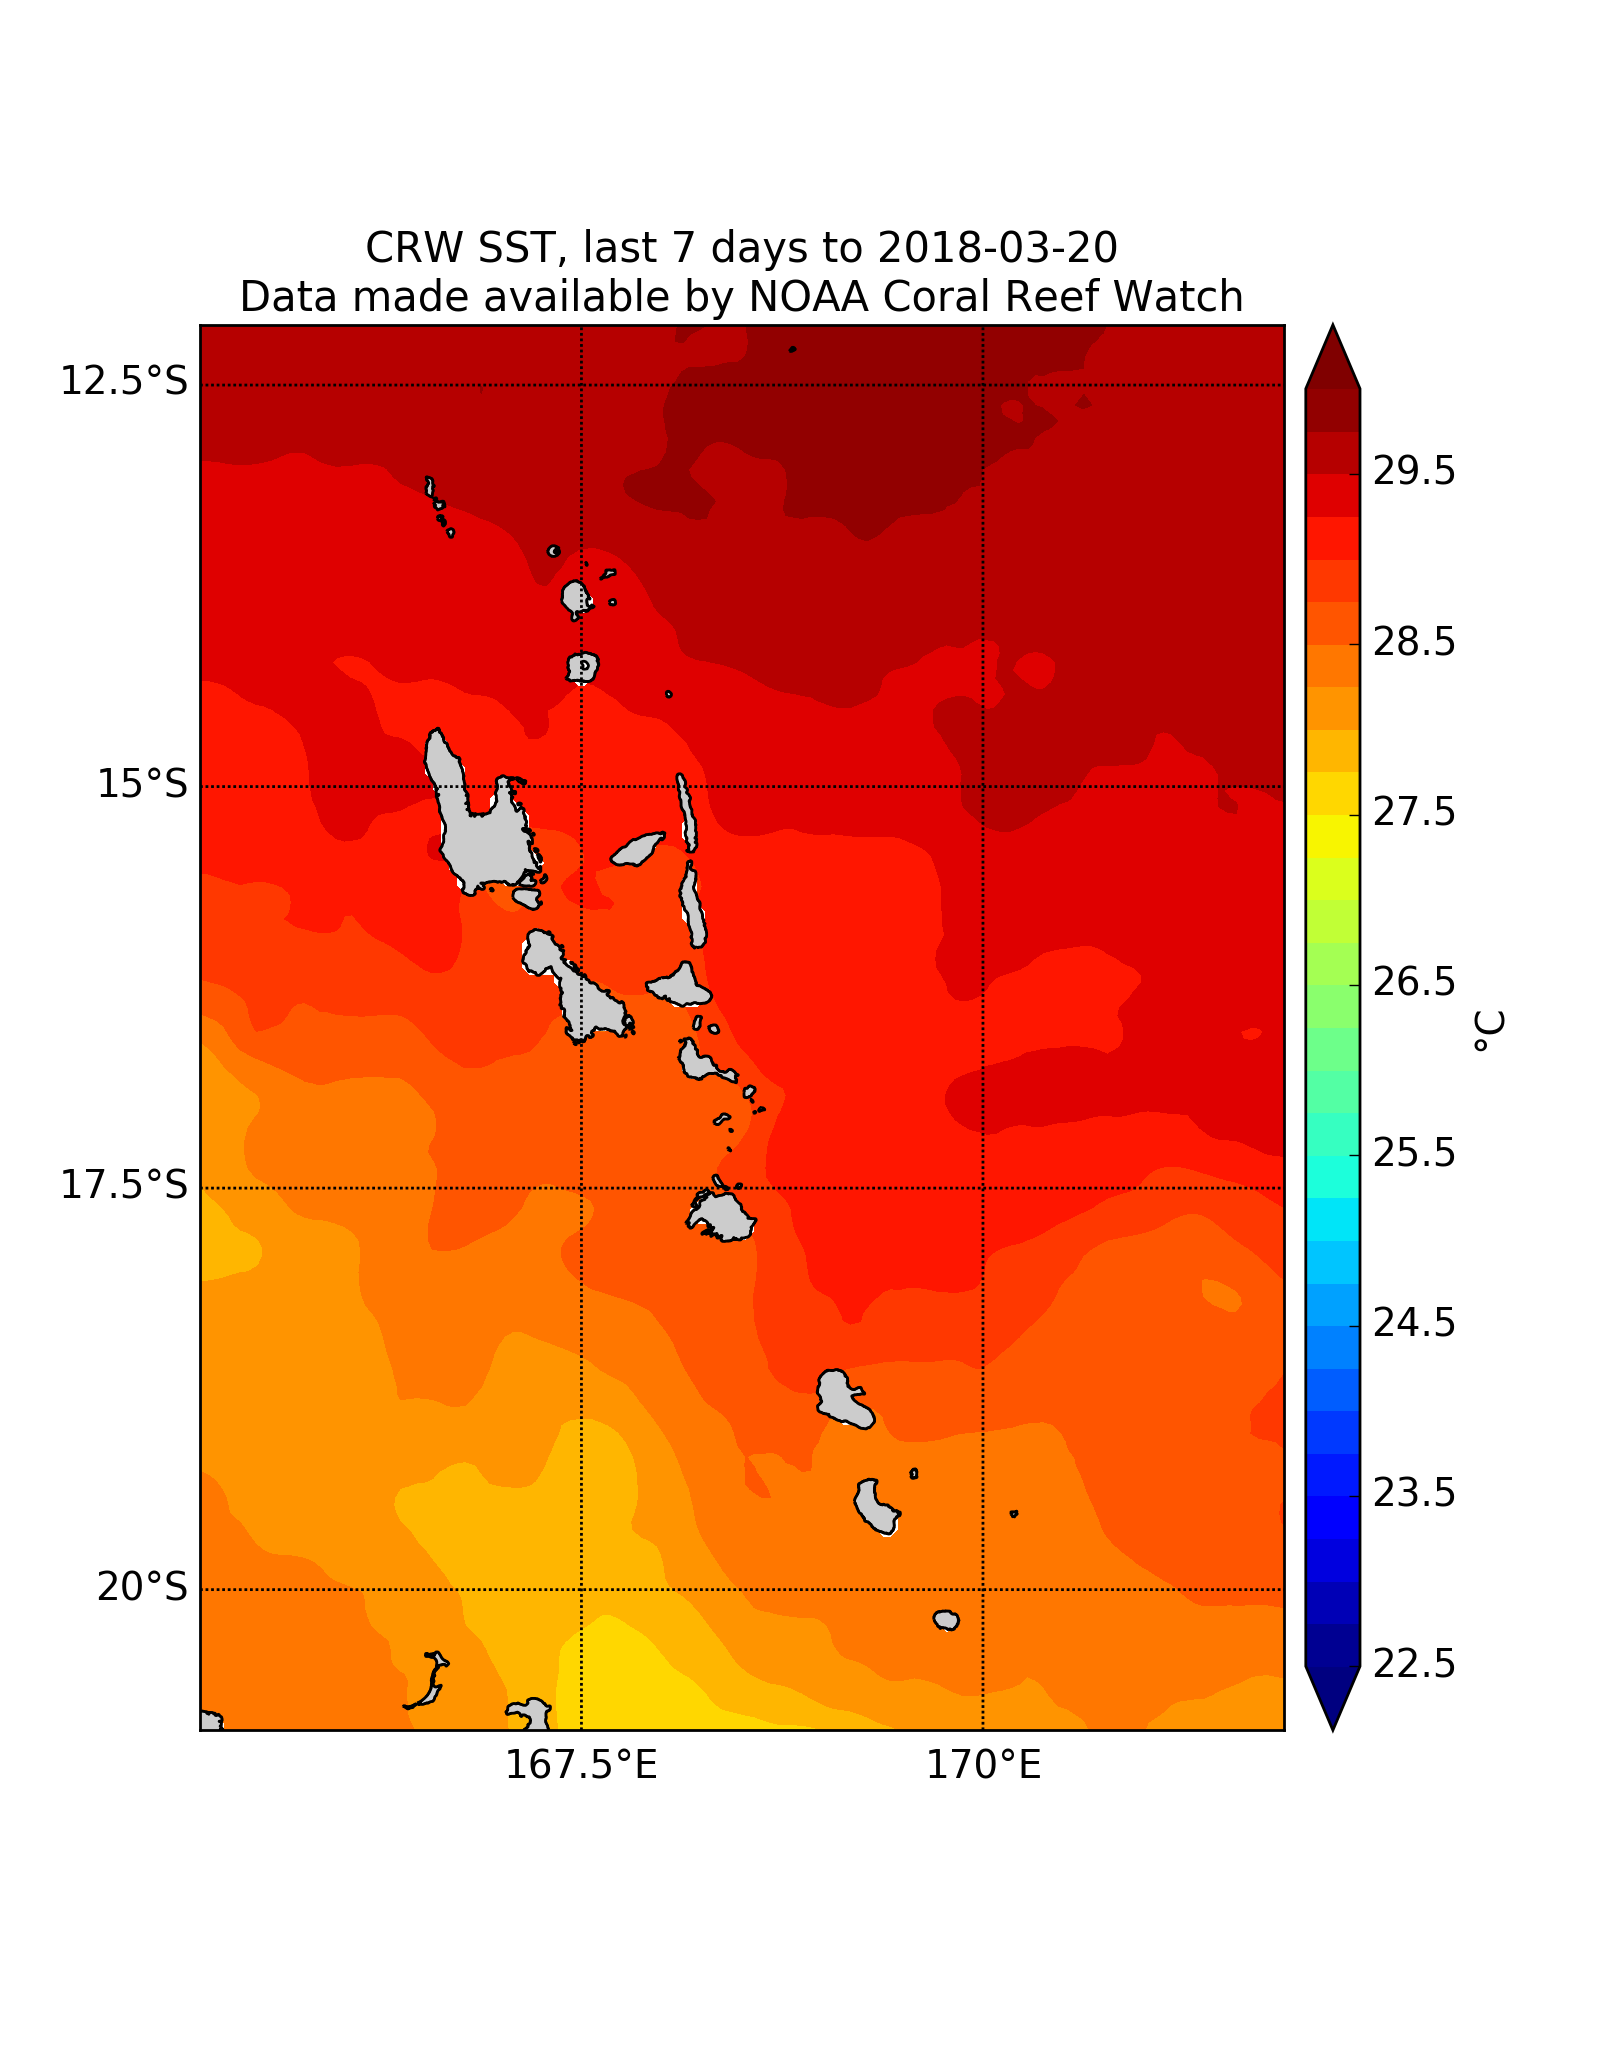 CRW SST, last 7 days to 2018-03-20
Data made available by NOAA Coral Reef Watch
12.5°S
15°S
17.5°S
20°S
167.5°E
170°E
29.5
28.5
27.5
26.5
25.5
24.5
23.5
22.5
°C